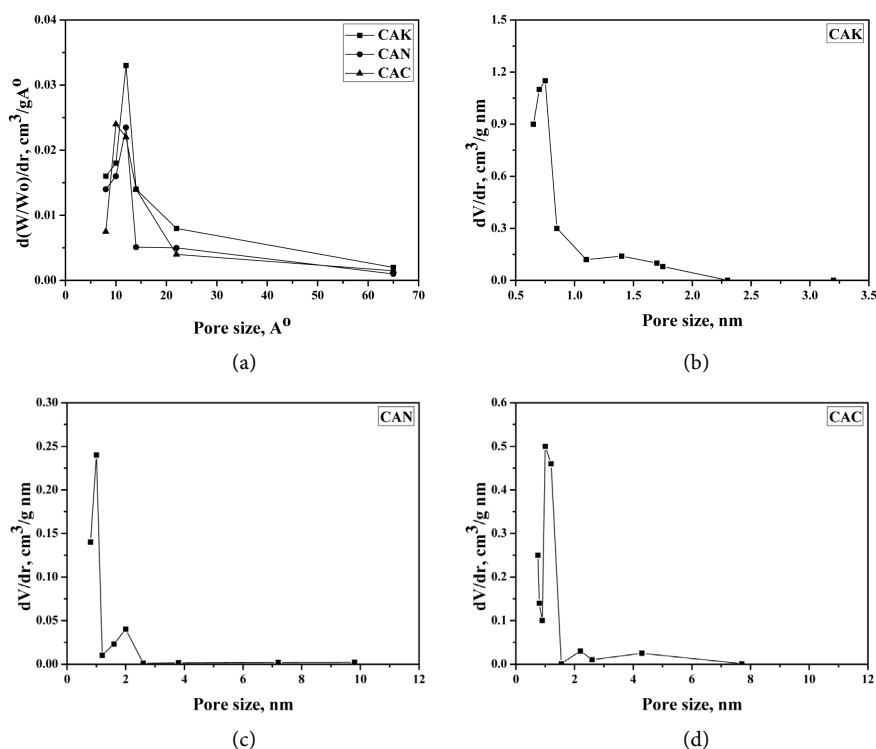 0.04
0.03
0.02
0.01
0.00
0 10 20 30 40 50 60 70
d(W/Wo)/dr, cm³/gA⁰
Pore size, A⁰
CAK
CAN
CAC
(a)
1.5
1.2
0.9
0.6
0.3
0.0
0.5 1.0 1.5 2.0 2.5 3.0 3.5
dV/dr, cm³/g nm
Pore size, nm
CAK
(b)
0.30
0.25
0.20
0.15
0.10
0.05
0.00
0 2 4 6 8 10 12
dV/dr, cm³/g nm
Pore size, nm
CAN
(c)
0.6
0.5
0.4
0.3
0.2
0.1
0.0
0 2 4 6 8 10 12
dV/dr, cm³/g nm
Pore size, nm
CAC
(d)